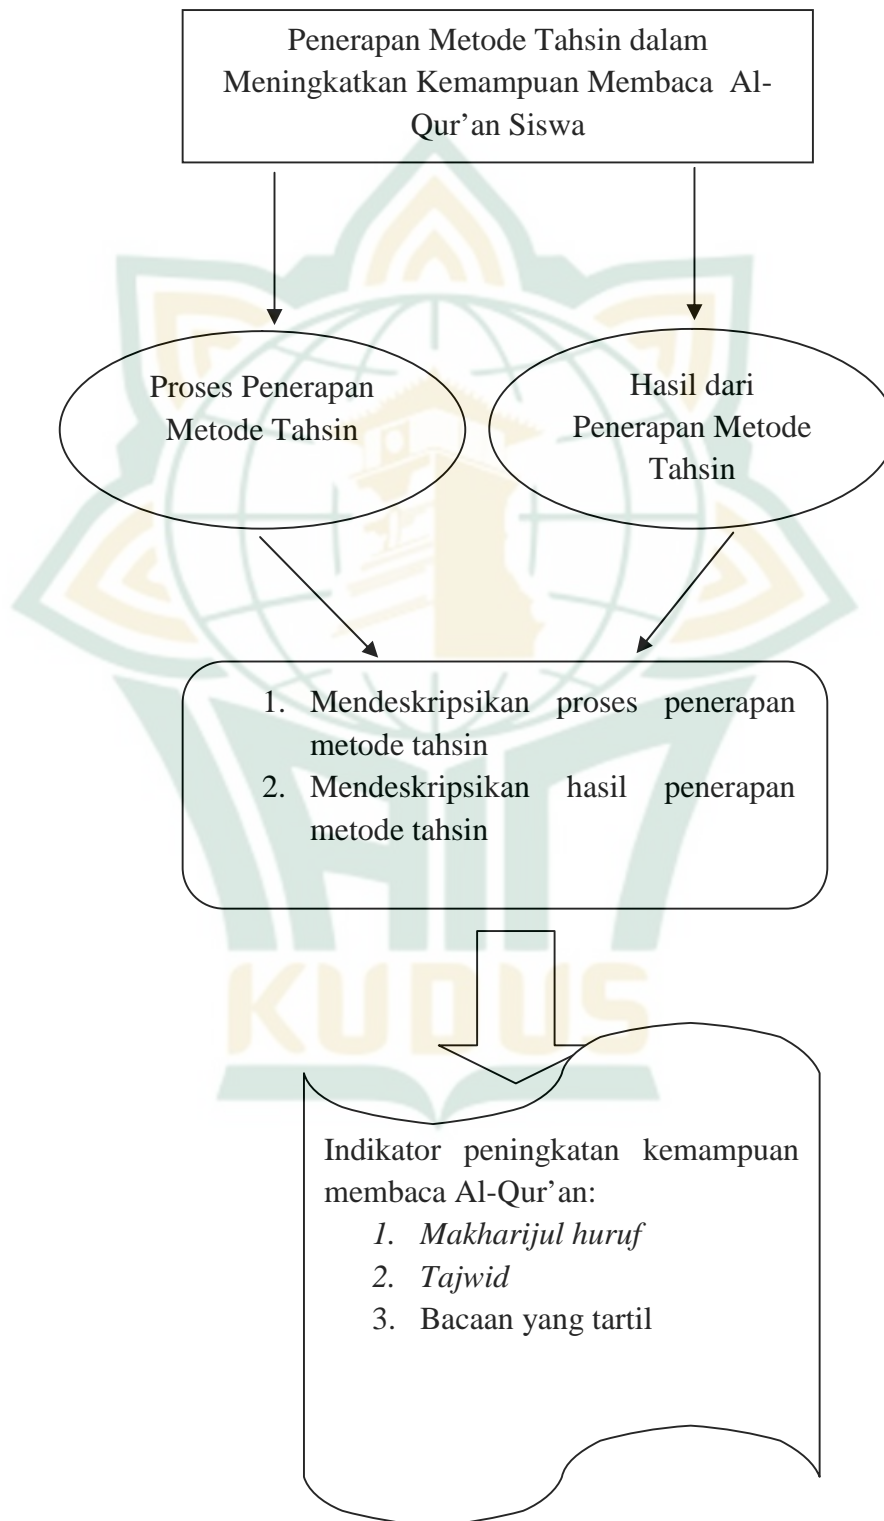 Penerapan Metode Tahsin dalam
Meningkatkan Kemampuan Membaca Al-
Qur’an Siswa
Proses Penerapan
Metode Tahsin
Hasil dari
Penerapan Metode
Tahsin
1. Mendeskripsikan proses penerapan
metode tahsin
2. Mendeskripsikan hasil penerapan
metode tahsin
IAIN
KUDUS
Indikator peningkatan kemampuan
membaca Al-Qur’an:
1. Makharijul huruf
2. Tajwid
3. Bacaan yang tartil